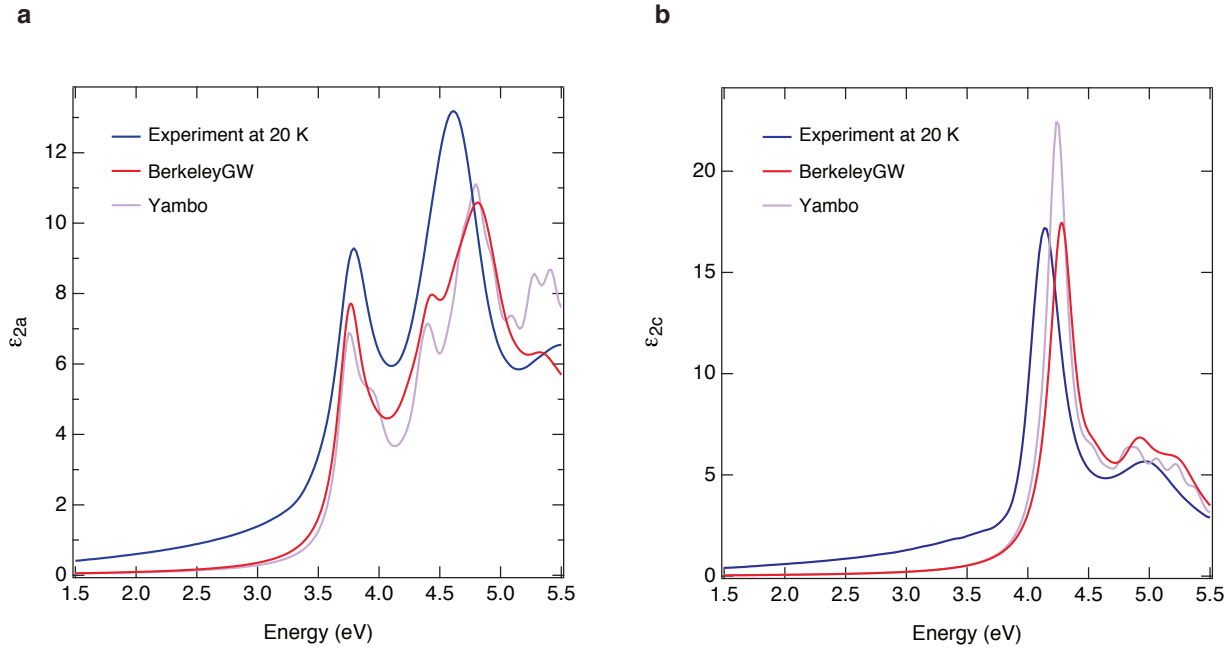 a
12
10
8
6
4
2
0
ε2a
Experiment at 20 K
BerkeleyGW
Yambo
1.5 2.0 2.5 3.0 3.5 4.0 4.5 5.0 5.5
Energy (eV)
b
20
15
10
5
0
ε2c
Experiment at 20 K
BerkeleyGW
Yambo
1.5 2.0 2.5 3.0 3.5 4.0 4.5 5.0 5.5
Energy (eV)